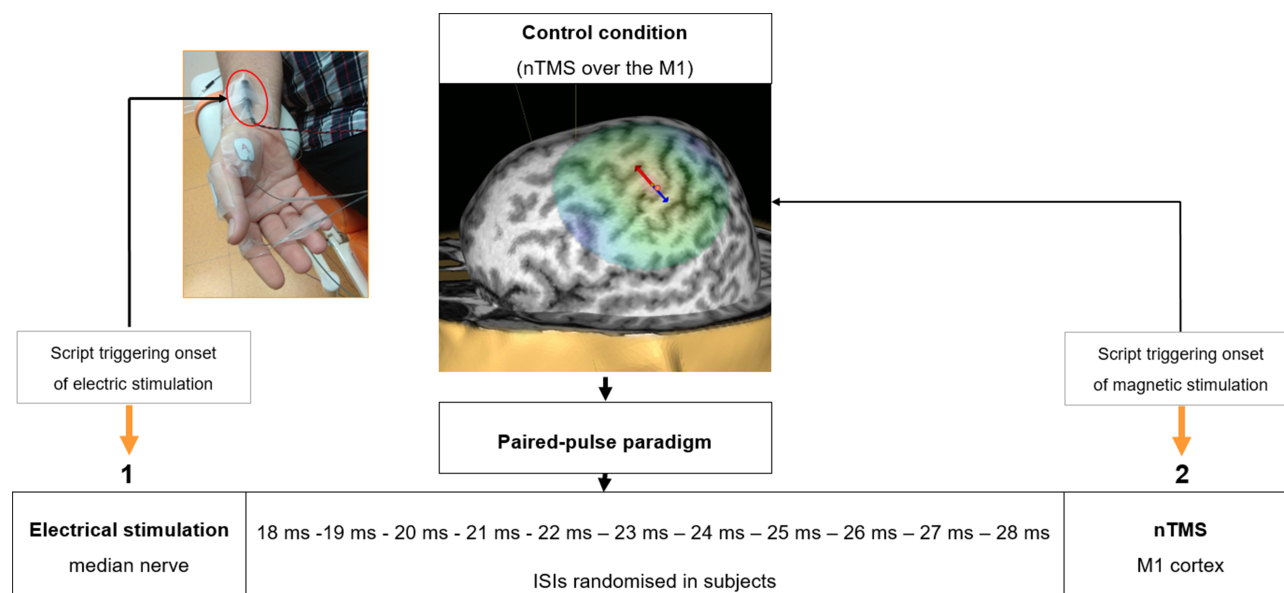 Control condition
(nTMS over the M1)
Script triggering onset
of electric stimulation
Script triggering onset
of magnetic stimulation
Paired-pulse paradigm
1
2
Electrical stimulation
median nerve
18 ms -19 ms - 20 ms - 21 ms - 22 ms – 23 ms – 24 ms – 25 ms – 26 ms – 27 ms – 28 ms
ISIs randomised in subjects
nTMS
M1 cortex